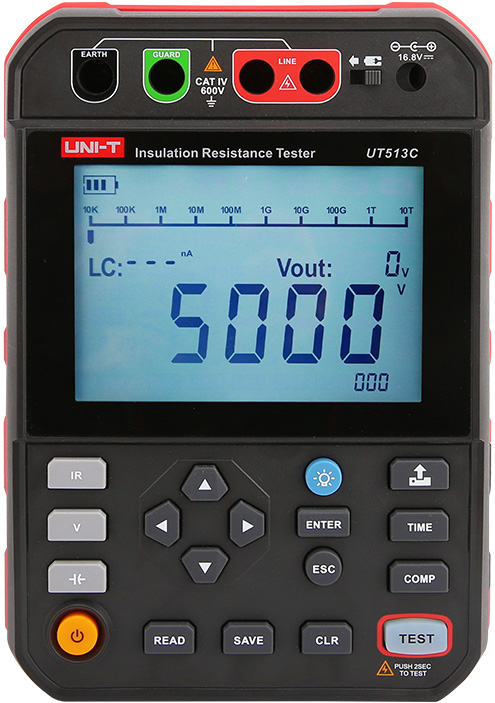 EARTH
GUARD
LINE
CAT IV
600V
16.8V
UNI-T Insulation Resistance Tester UT513C
10K 100K 1M 10M 100M 1G 10G 100G 1T 10T
LC:--- nA Vout: 0v
5000 V
000
IR
V
ENTER
TIME
ESC
COMP
READ SAVE CLR TEST
PUSH 2SEC
TO TEST